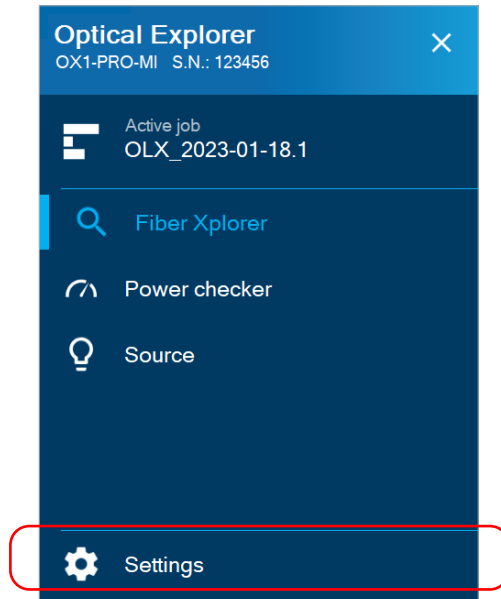 Optical Explorer
OX1-PRO-MI S.N.: 123456
Active job
OLX_2023-01-18.1
Fiber Xplorer
Power checker
Source
Settings